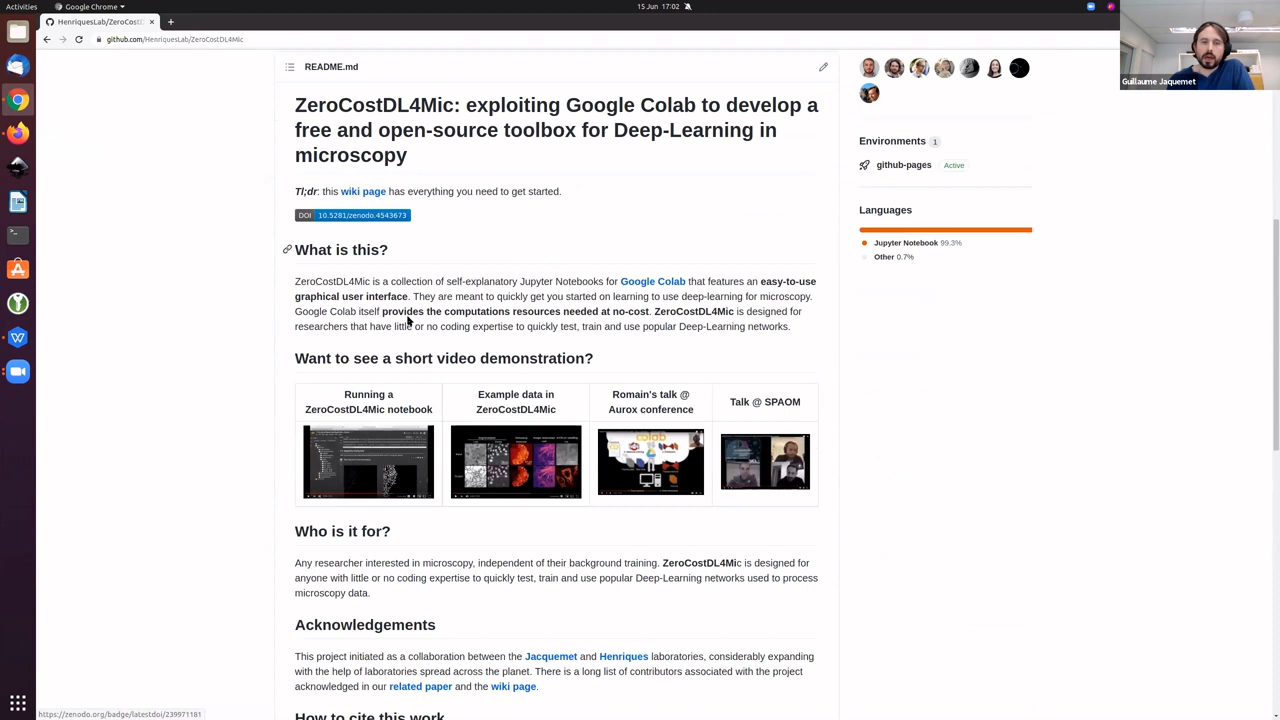 Activities
Google Chrome
15 Jun 17:02
HenriquesLab/ZeroCostD
github.com/HenriquesLab/ZeroCostDL4Mic
Guillaume Jaquemet
README.md
ZeroCostDL4Mic: exploiting Google Colab to develop a
free and open-source toolbox for Deep-Learning in
microscopy
Tl;dr: this wiki page has everything you need to get started.
DOI 10.5281/zenodo.4543673
What is this?
ZeroCostDL4Mic is a collection of self-explanatory Jupyter Notebooks for Google Colab that features an easy-to-use
graphical user interface. They are meant to quickly get you started on learning to use deep-learning for microscopy.
Google Colab itself provides the computations resources needed at no-cost. ZeroCostDL4Mic is designed for
researchers that have little or no coding expertise to quickly test, train and use popular Deep-Learning networks.
Want to see a short video demonstration?
Running a
ZeroCostDL4Mic notebook
Example data in
ZeroCostDL4Mic
Romain's talk @
Aurox conference
Talk @ SPAOM
colab
Who is it for?
Any researcher interested in microscopy, independent of their background training. ZeroCostDL4Mic is designed for
anyone with little or no coding expertise to quickly test, train and use popular Deep-Learning networks used to process
microscopy data.
Acknowledgements
This project initiated as a collaboration between the Jacquemet and Henriques laboratories, considerably expanding
with the help of laboratories spread across the planet. There is a long list of contributors associated with the project
acknowledged in our related paper and the wiki page.
How to cite this work
Environments 1
github-pages Active
Languages
Jupyter Notebook 99.3%
Other 0.7%
https://zenodo.org/badge/latestdoi/239971181